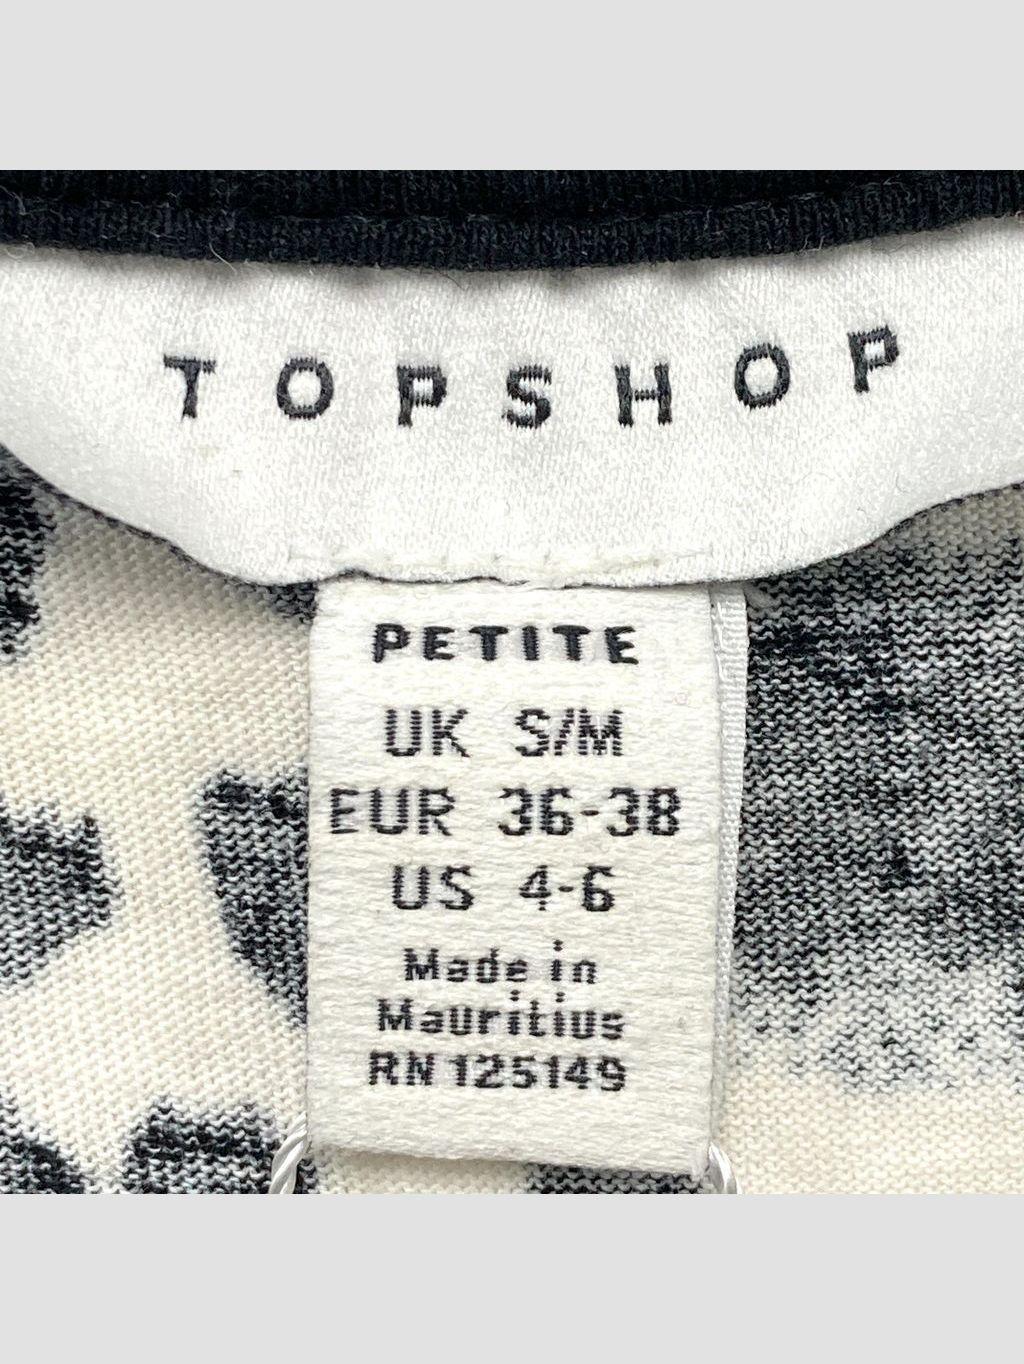 TOPSHOP
PETITE
UK S/M
EUR 36-38
US 4-6
Made in
Mauritius
RN 125149